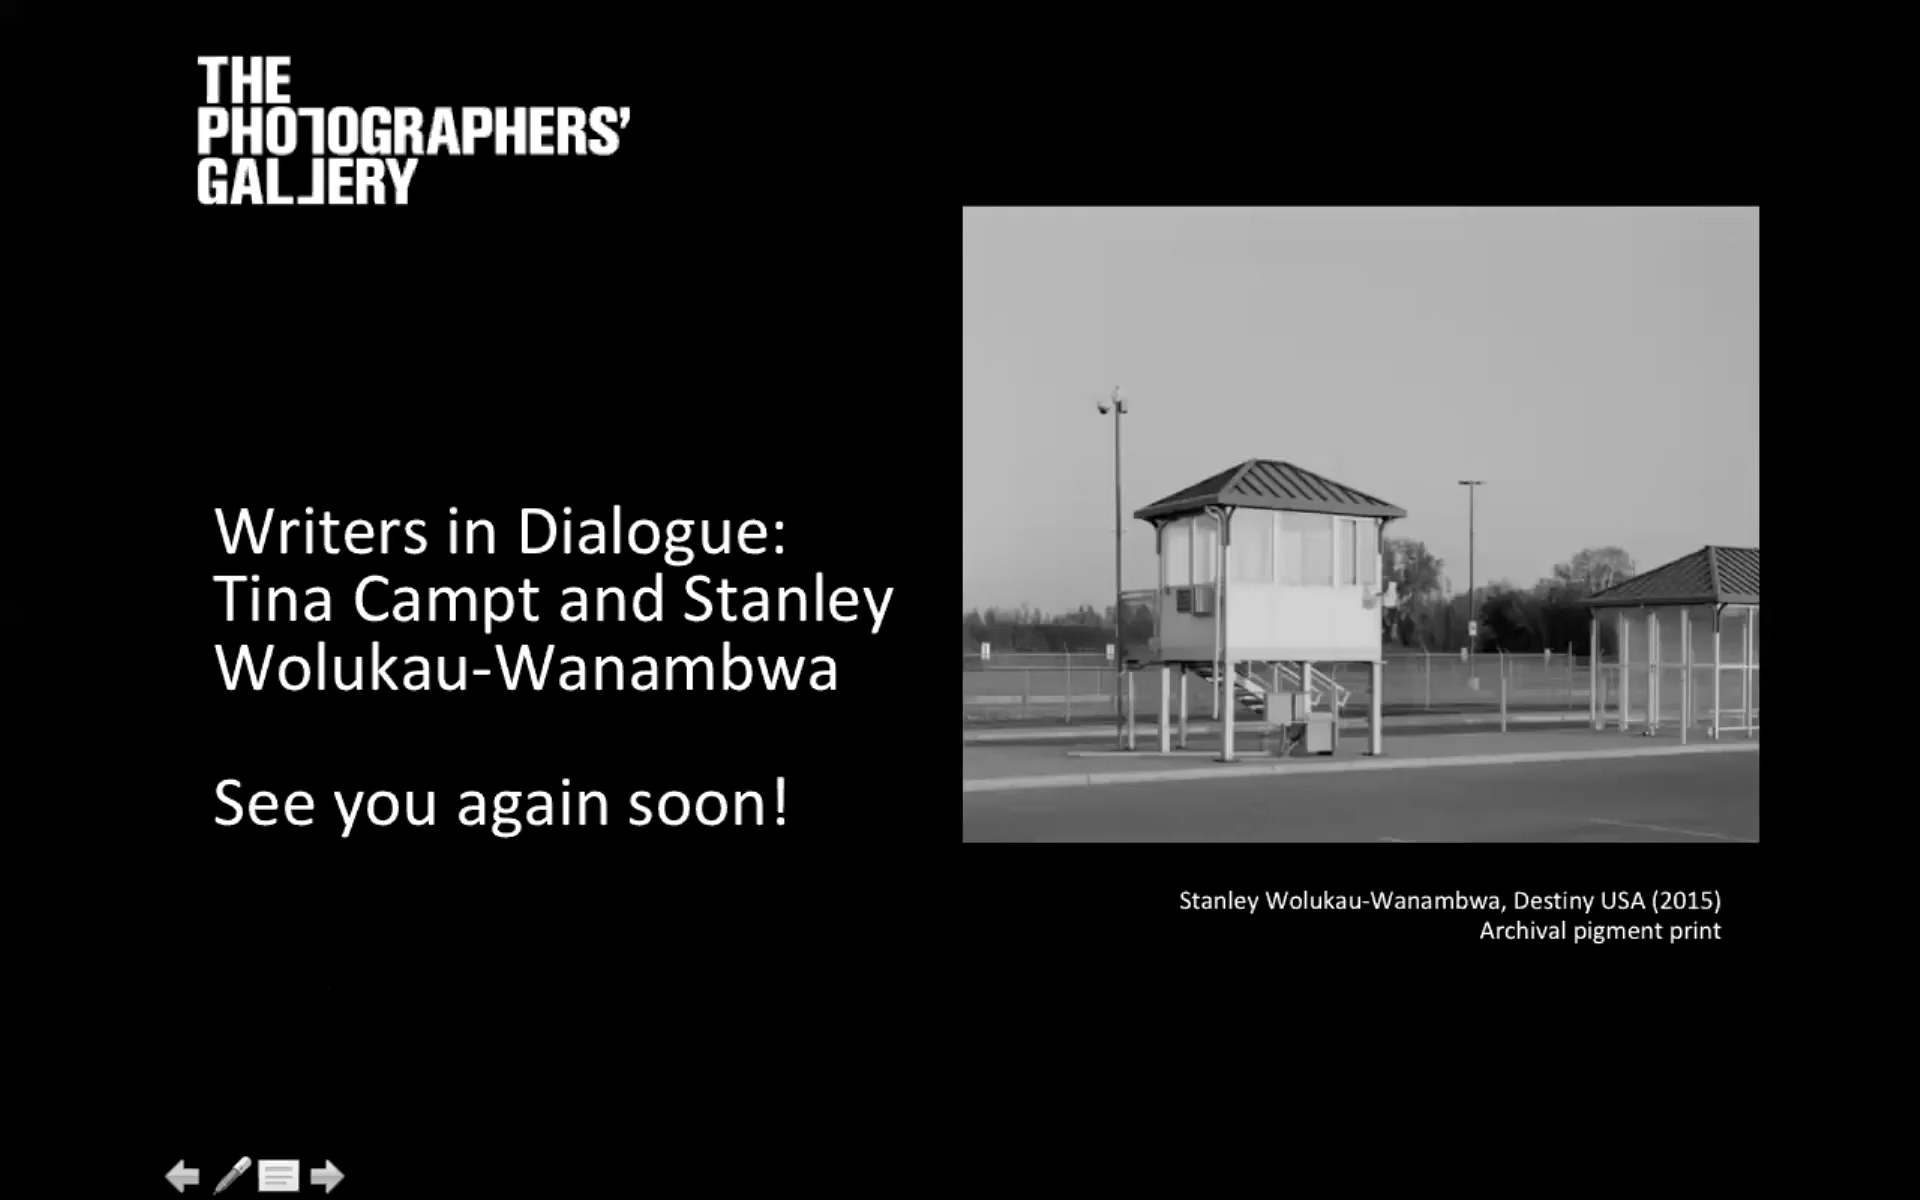 THE
PHOTOGRAPHERS'
GALLERY
Writers in Dialogue:
Tina Campt and Stanley
Wolukau-Wanambwa
See you again soon!
Stanley Wolukau-Wanambwa, Destiny USA (2015)
Archival pigment print